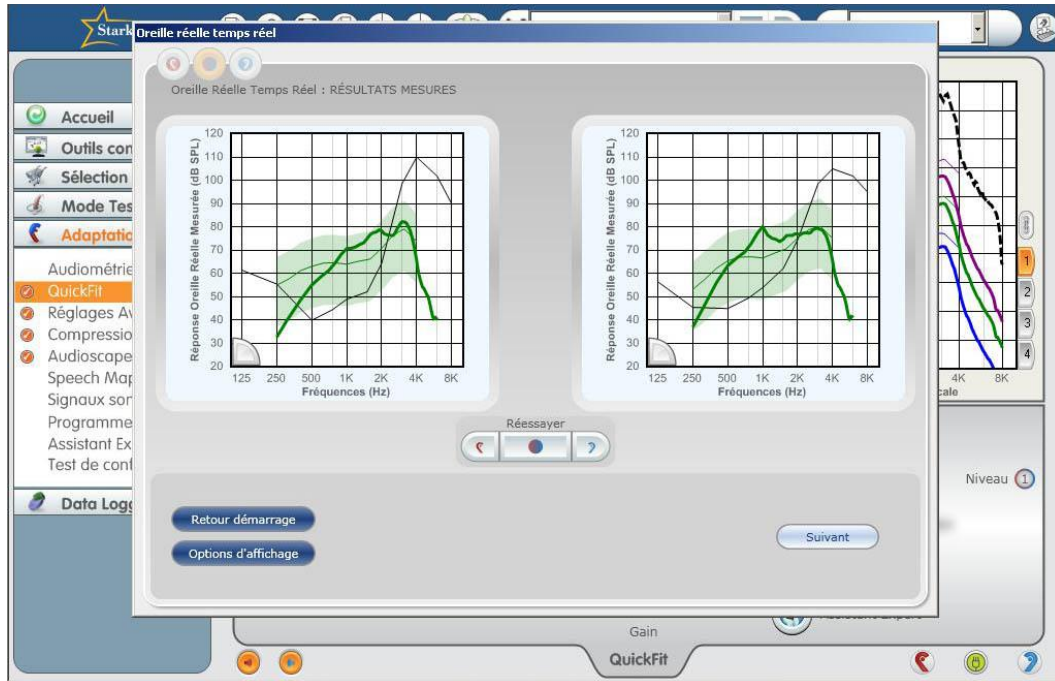 Stark
Oreille réelle temps réel
Oreille Réelle Temps Réel : RÉSULTATS MESURES
Accueil
Outils con
Sélection
Mode Tes
Adaptatio
Audiométrie
QuickFit
Réglages Av
Compressio
Audioscape
Speech Map
Signaux son
Programme
Assistant Ex
Test de conf
Data Logg
Réponse Oreille Réelle Mesurée (dB SPL)
120
110
100
90
80
70
60
50
40
30
20
125 250 500 1K 2K 4K 8K
Fréquences (Hz)
Réponse Oreille Réelle Mesurée (dB SPL)
120
110
100
90
80
70
60
50
40
30
20
125 250 500 1K 2K 4K 8K
Fréquences (Hz)
Réessayer
Retour démarrage
Options d'affichage
Suivant
1
2
3
4
4K 8K
cale
Niveau 1
Assistant Expert
Gain
QuickFit